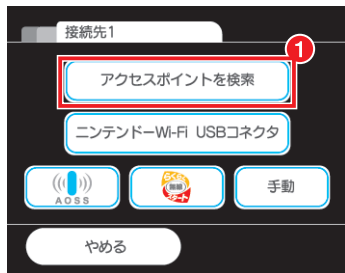 接続先1
1
アクセスポイントを検索
ニンテンドーWi-Fi USBコネクタ
AOSS
らくらく
無線
スタート
手動
やめる